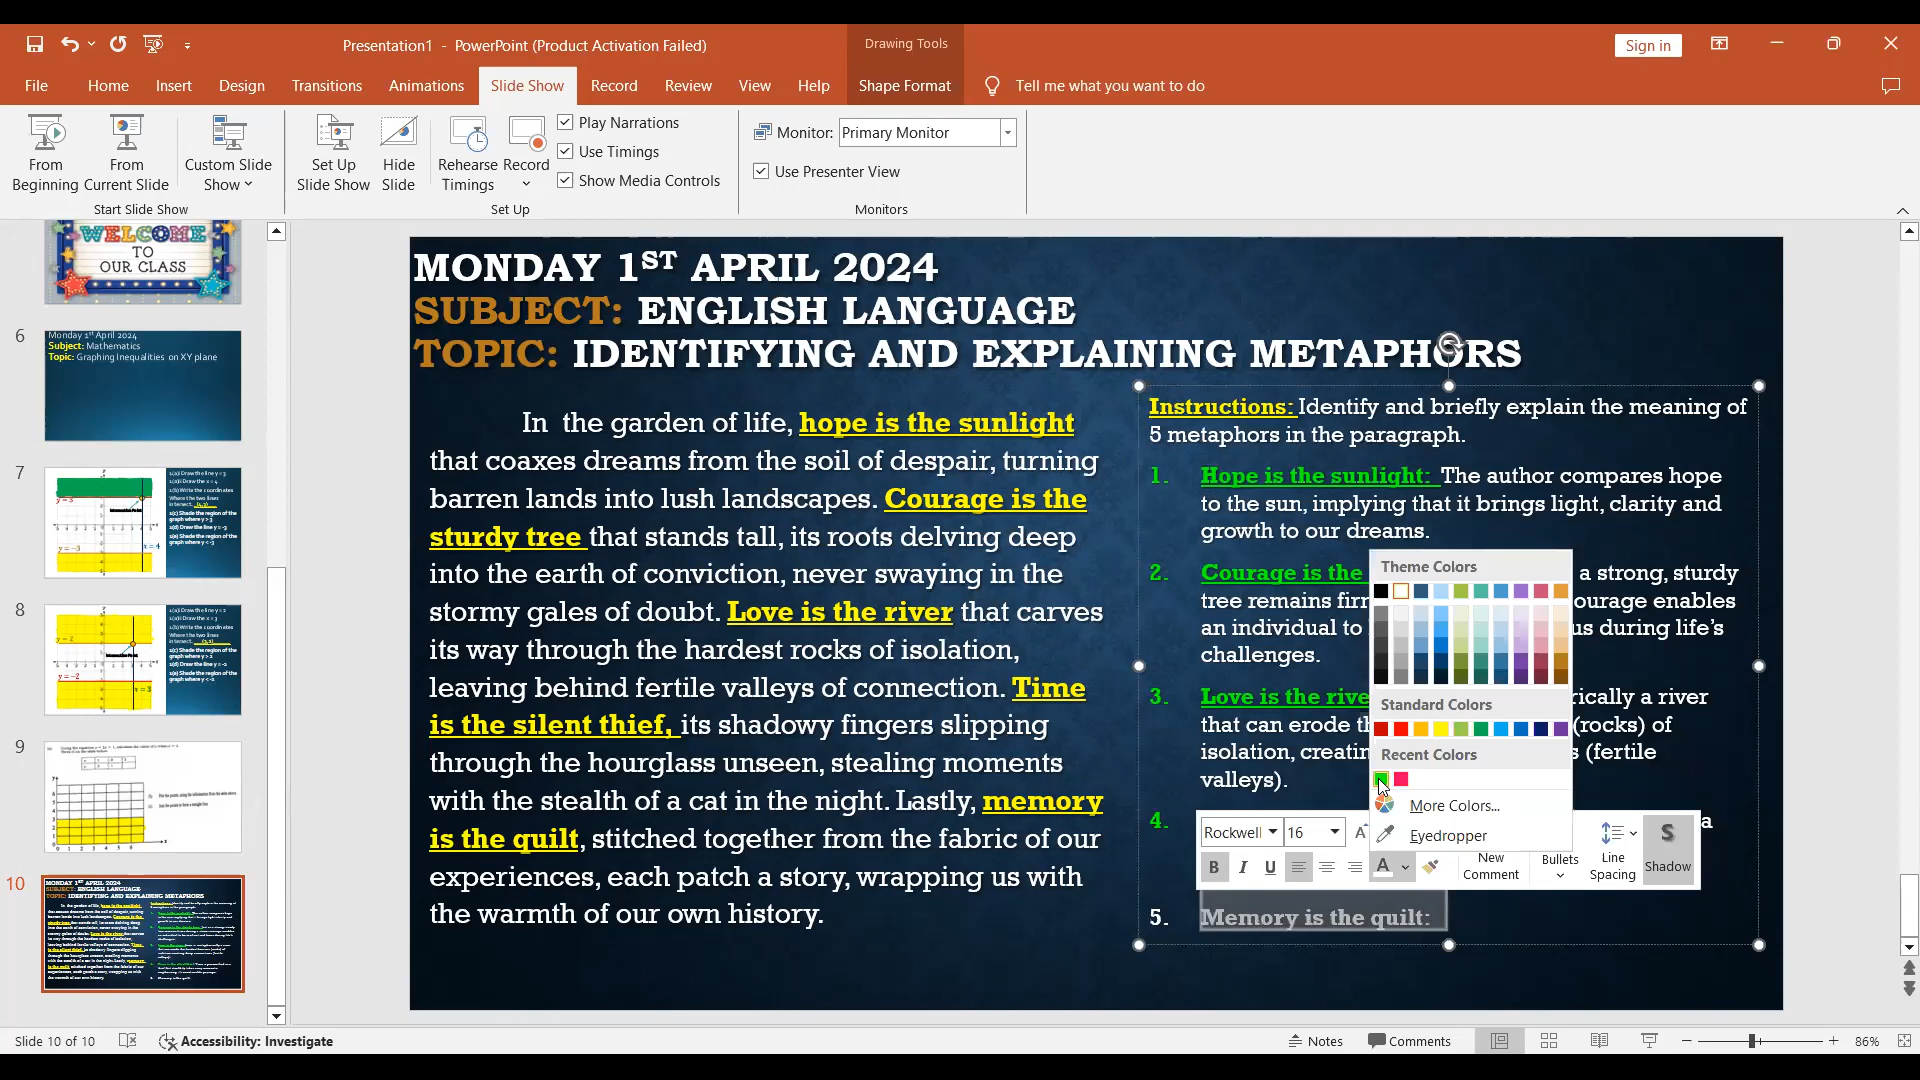 Presentation1 - PowerPoint (Product Activation Failed)
Drawing Tools
Sign in
File Home Insert Design Transitions Animations Slide Show Record Review View Help Shape Format Tell me what you want to do
From Beginning
From Current Slide
Custom Slide Show
Set Up Slide Show
Hide Slide
Rehearse Timings
Record
Play Narrations
Use Timings
Show Media Controls
Monitor: Primary Monitor
Use Presenter View
Start Slide Show
Set Up
Monitors
WELCOME
TO
OUR CLASS
6
Monday 1st April 2024
Subject: Mathematics
Topic: Graphing Inequalities on XY plane
7
8
9
10
MONDAY 1ST APRIL 2024
SUBJECT: ENGLISH LANGUAGE
TOPIC: IDENTIFYING AND EXPLAINING METAPHORS
In the garden of life, hope is the sunlight
that coaxes dreams from the soil of despair, turning
barren lands into lush landscapes. Courage is the
sturdy tree that stands tall, its roots delving deep
into the earth of conviction, never swaying in the
stormy gales of doubt. Love is the river that carves
its way through the hardest rocks of isolation,
leaving behind fertile valleys of connection. Time
is the silent thief, its shadowy fingers slipping
through the hourglass unseen, stealing moments
with the stealth of a cat in the night. Lastly, memory
is the quilt, stitched together from the fabric of our
experiences, each patch a story, wrapping us with
the warmth of our own history.
Instructions: Identify and briefly explain the meaning of
5 metaphors in the paragraph.
1. Hope is the sunlight: The author compares hope
to the sun, implying that it brings light, clarity and
growth to our dreams.
2. Courage is the a strong, sturdy
tree remains
an individual to us during life's
challenges.
3. Love is the a river
that can erode (rocks) of
isolation, (fertile
valleys).
4. a
5. Memory is the quilt:
Theme Colors
Standard Colors
Recent Colors
More Colors...
Eyedropper
Rockwell 16 A
B I U A
New Comment
Bullets
Line Spacing
S
Shadow
Slide 10 of 10
Accessibility: Investigate
Notes
Comments
86%